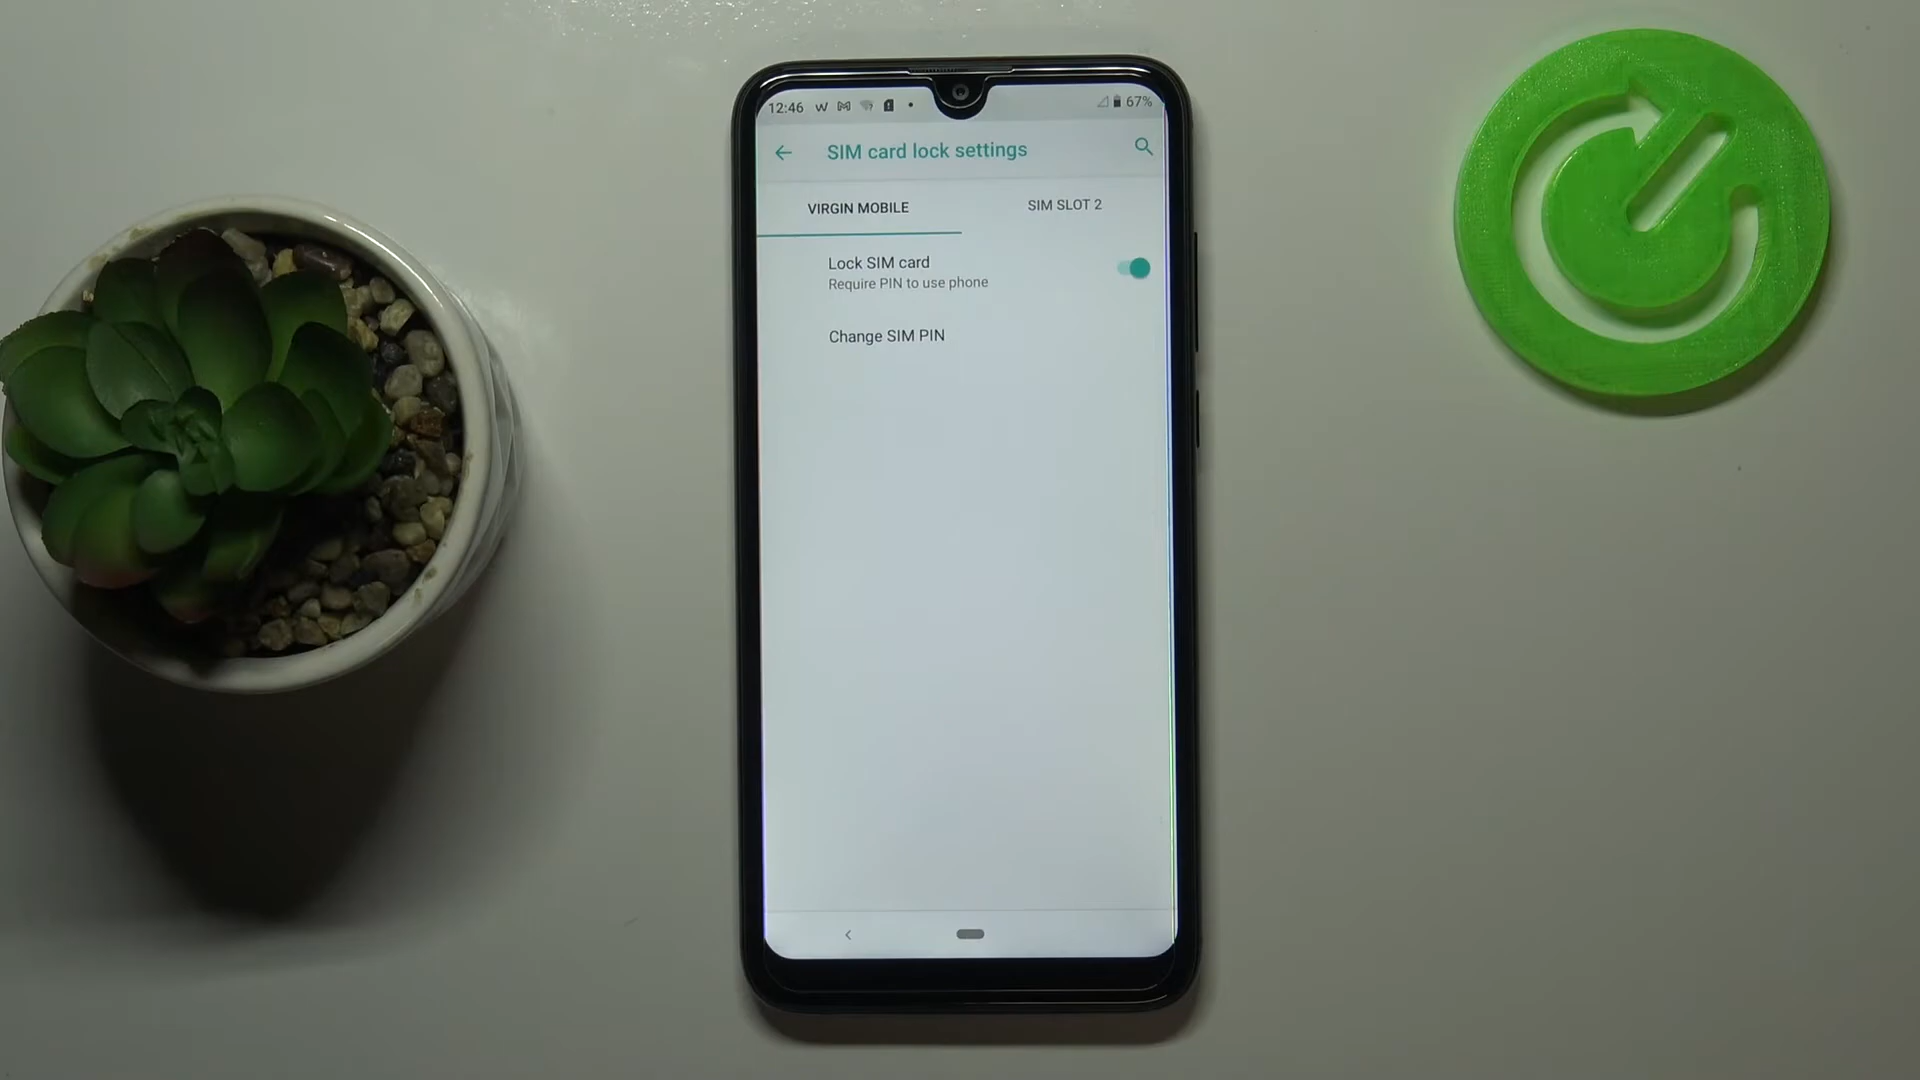 12:46
67%
SIM card lock settings
VIRGIN MOBILE
SIM SLOT 2
Lock SIM card
Require PIN to use phone
Change SIM PIN